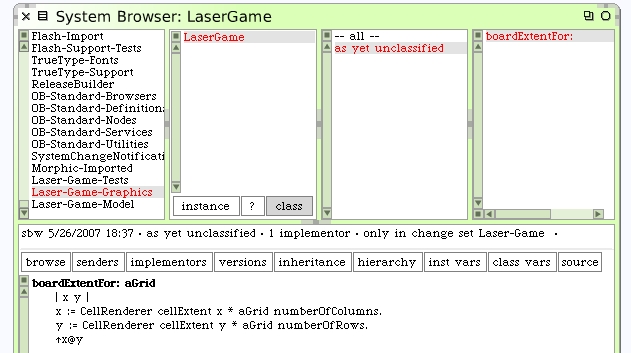 System Browser: LaserGame
Flash-Import
Flash-Support-Tests
TrueType-Fonts
TrueType-Support
ReleaseBuilder
OB-Standard-Browsers
OB-Standard-Definition
OB-Standard-Nodes
OB-Standard-Services
OB-Standard-Utilities
SystemChangeNotificati
Morphic-Imported
Laser-Game-Tests
Laser-Game-Graphics
Laser-Game-Model
LaserGame
instance ? class
-- all --
as yet unclassified
boardExtentFor:
sbw 5/26/2007 18:37 · as yet unclassified · 1 implementor · only in change set Laser-Game ·
browse senders implementors versions inheritance hierarchy inst vars class vars source
boardExtentFor: aGrid
| x y |
x := CellRenderer cellExtent x * aGrid numberOfColumns.
y := CellRenderer cellExtent y * aGrid numberOfRows.
↑x@y